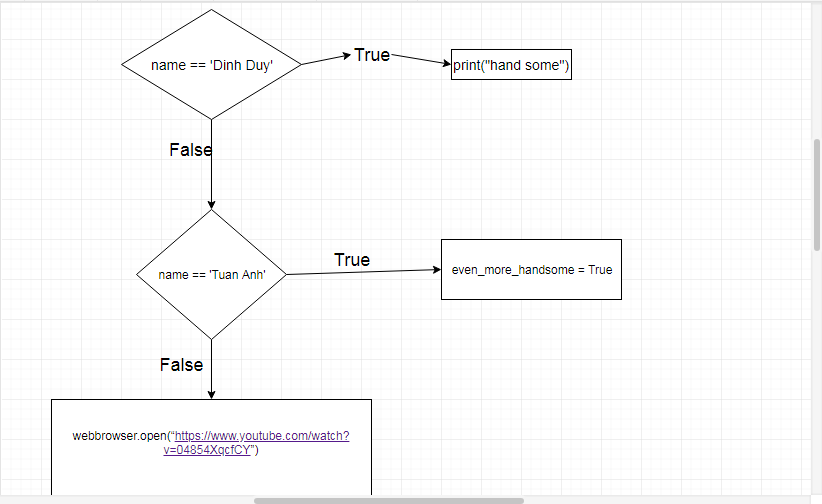 name == 'Dinh Duy'
True
print("hand some")
False
name == 'Tuan Anh'
True
even_more_handsome = True
False
webbrowser.open(“https://www.youtube.com/watch?
v=04854XqcfCY”)